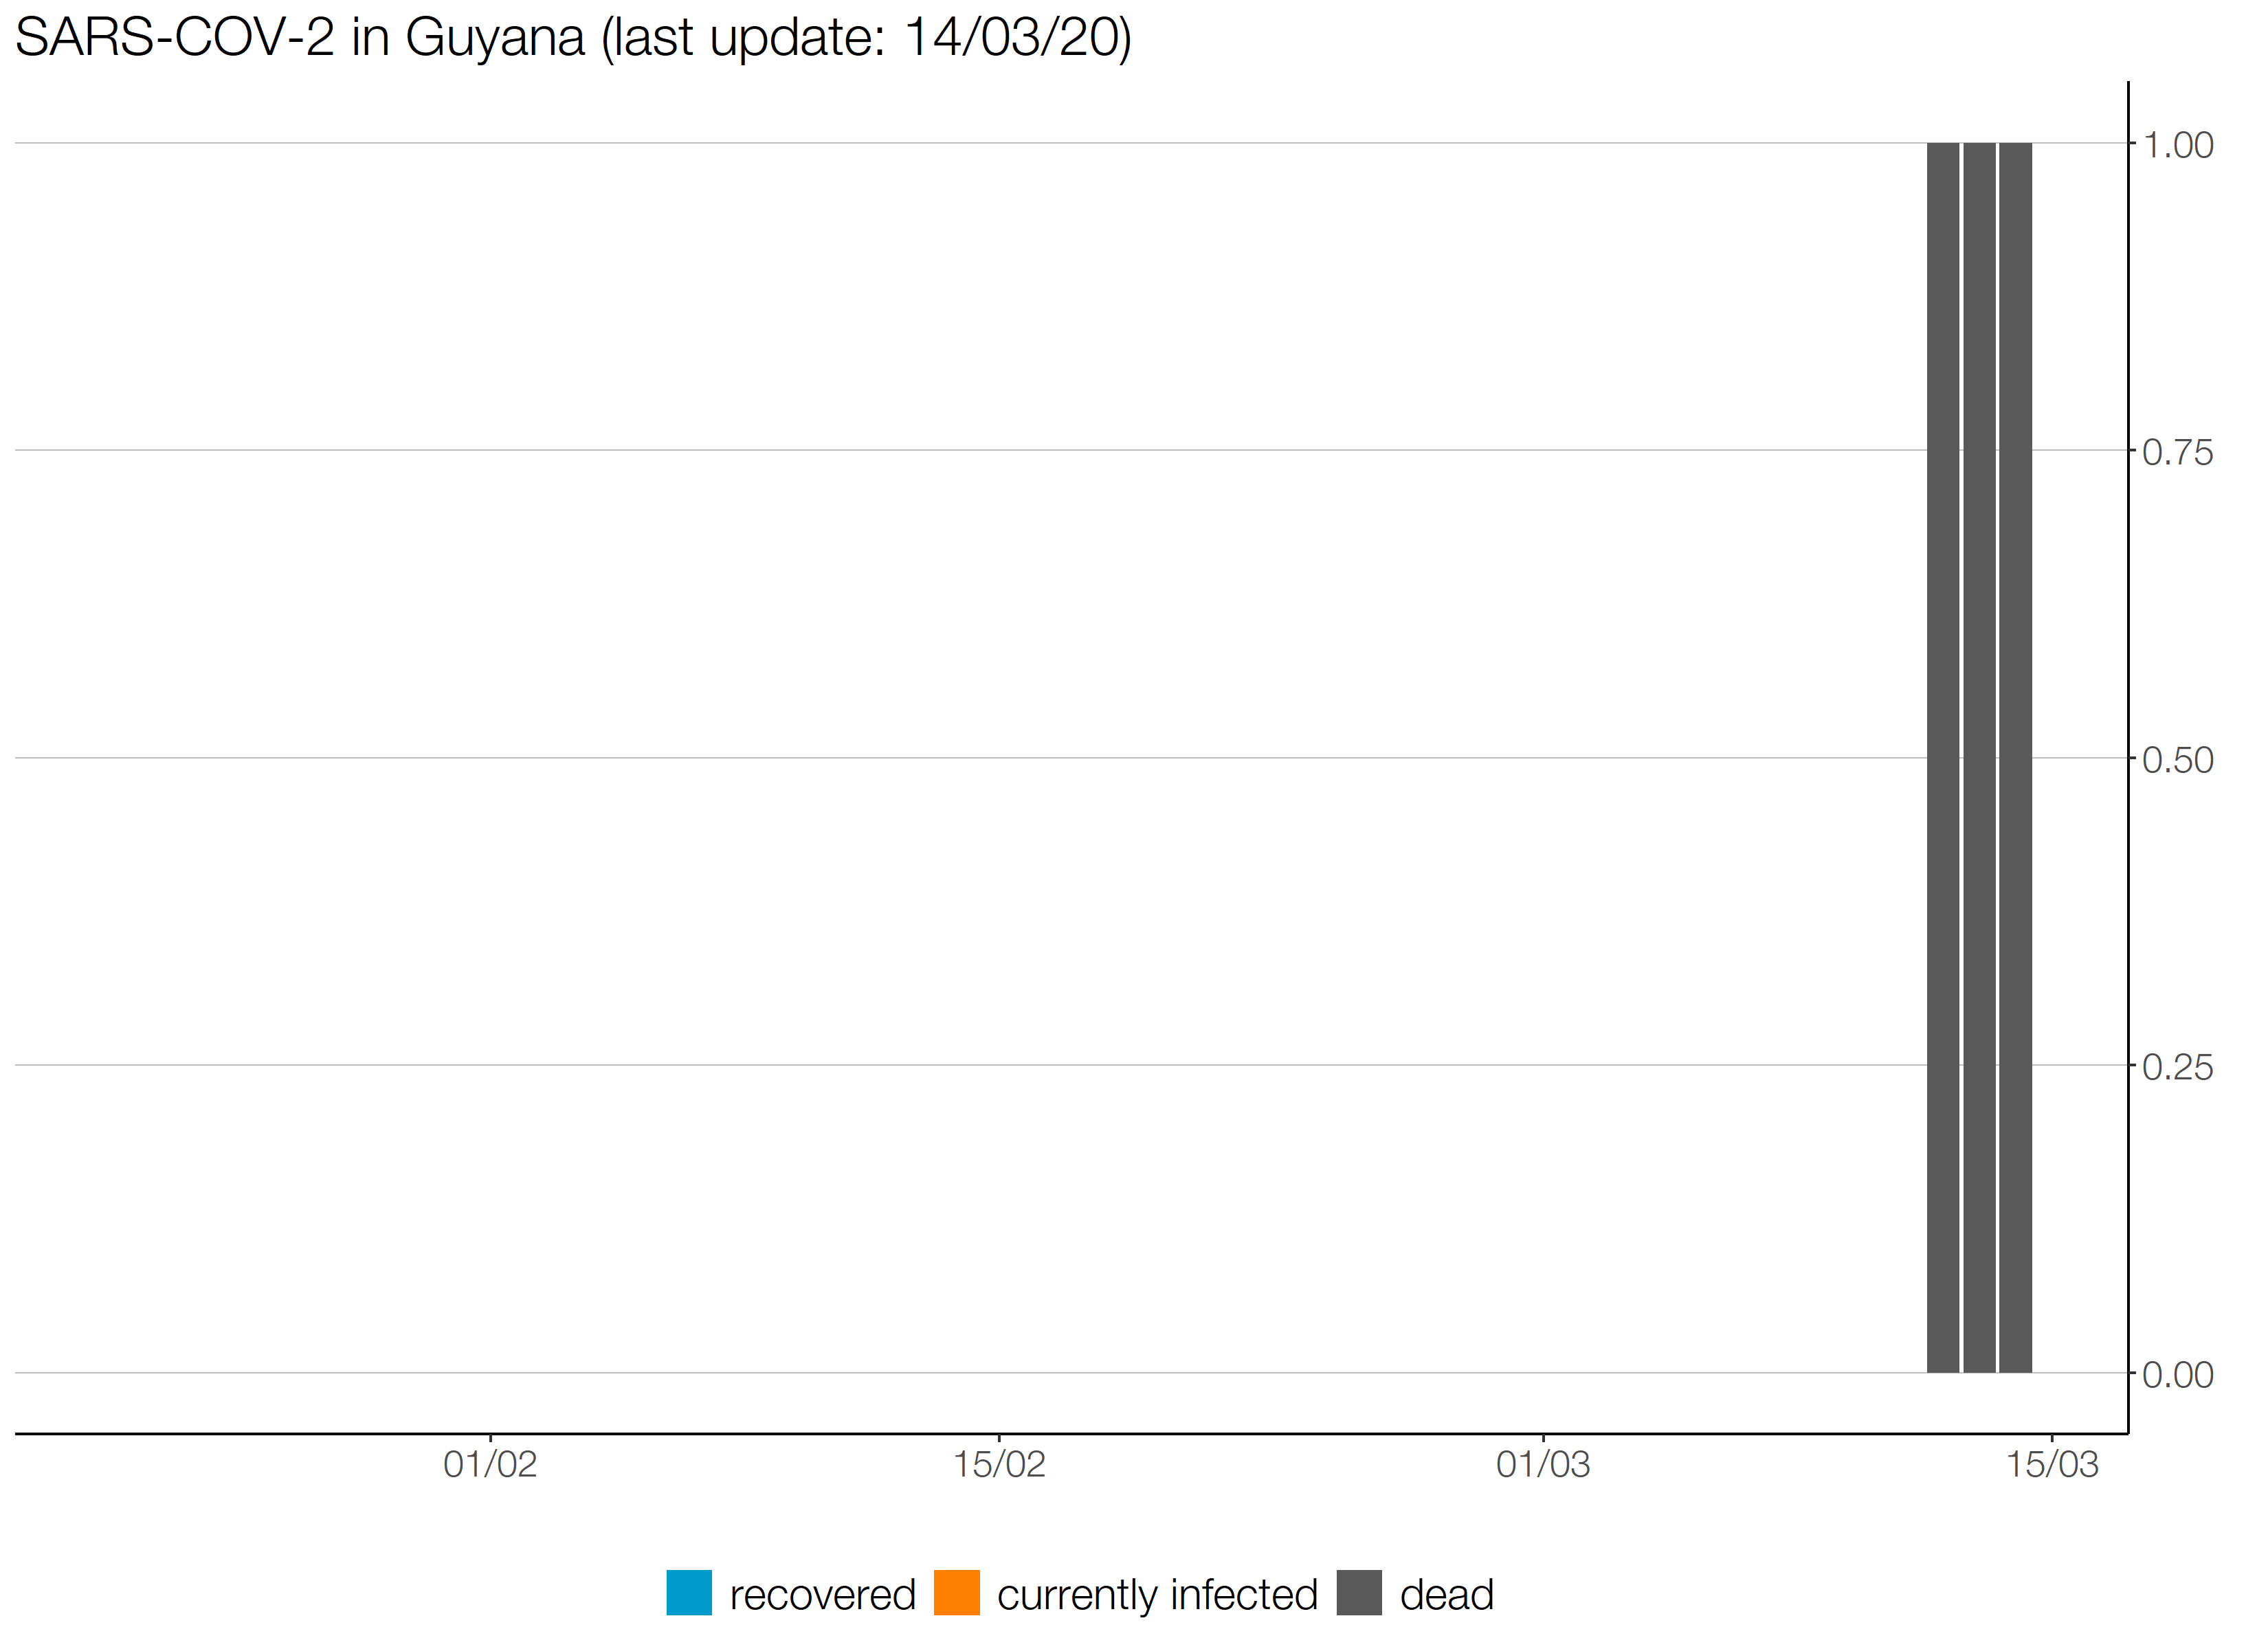 SARS-COV-2 in Guyana (last update: 14/03/20)
1.00
0.75
0.50
0.25
0.00
01/02 15/02 01/03 15/03
recovered currently infected dead